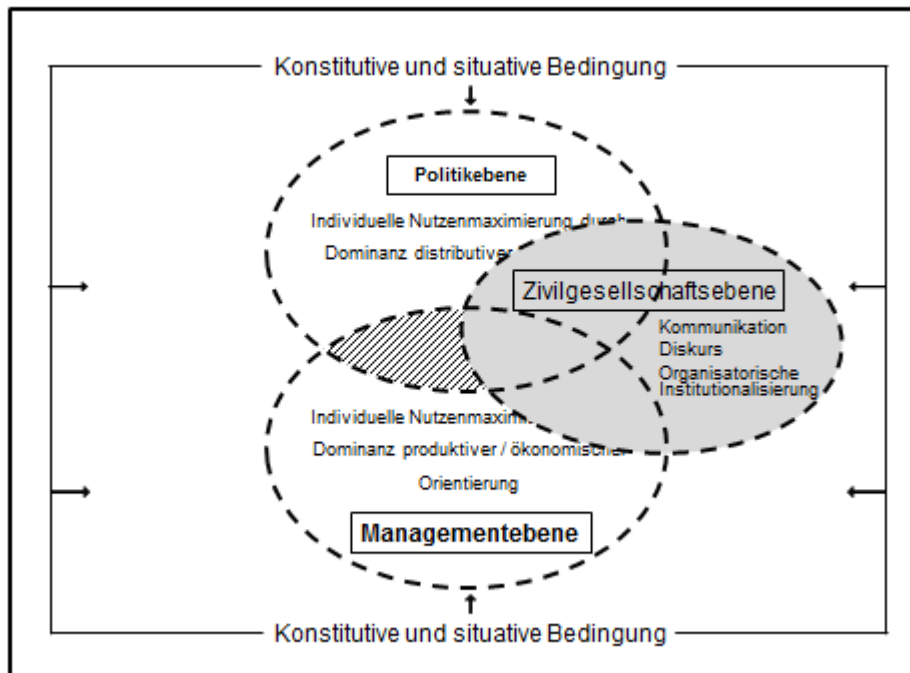 Konstitutive und situative Bedingung
Politikebene
Individuelle Nutzenmaximierung durch
Dominanz distributiver
Zivilgesellschaftsebene
Kommunikation
Diskurs
Organisatorische
Institutionalisierung
Individuelle
Dominanz produktiver / ökonomischer
Orientierung
Managementebene
Konstitutive und situative Bedingung